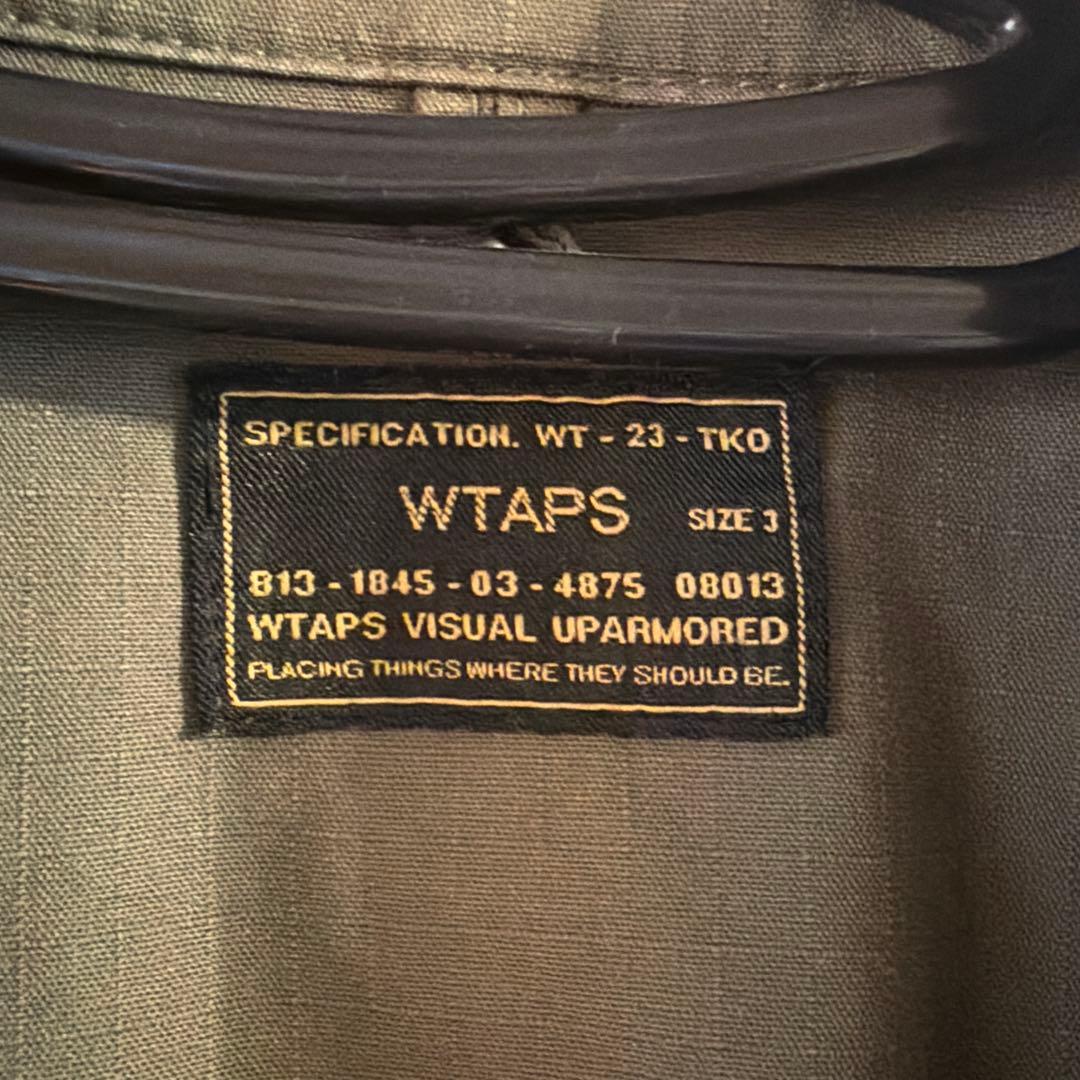 SPECIFICATION. WT - 23 - TKO
WTAPS SIZE 3
813 - 1845 - 03 - 4875 08013
WTAPS VISUAL UPARMORED
PLACING THINGS WHERE THEY SHOULD BE.